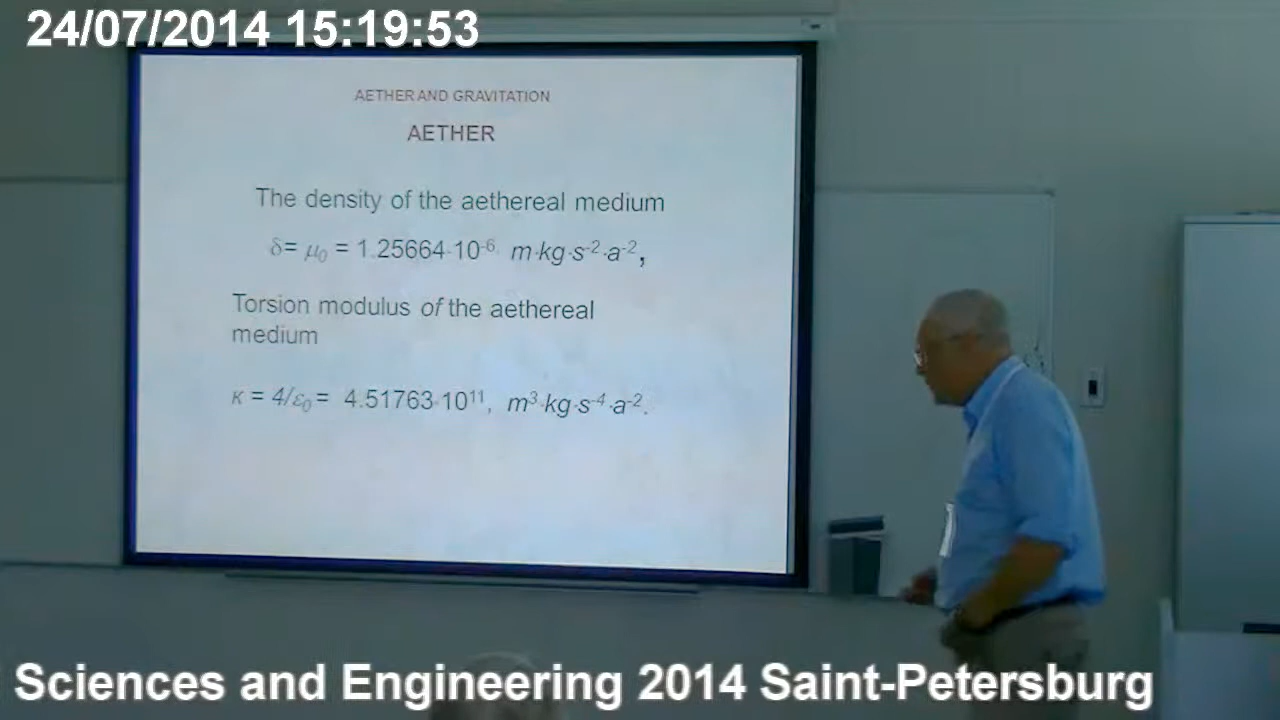 24/07/2014 15:19:53
AETHER AND GRAVITATION
AETHER
The density of the aethereal medium
δ= μ₀ = 1.25664·10⁻⁶ m·kg·s⁻²·a⁻²,
Torsion modulus of the aethereal
medium
κ = 4/ε₀ = 4.51763·10¹¹, m³·kg·s⁻⁴·a⁻².
Sciences and Engineering 2014 Saint-Petersburg